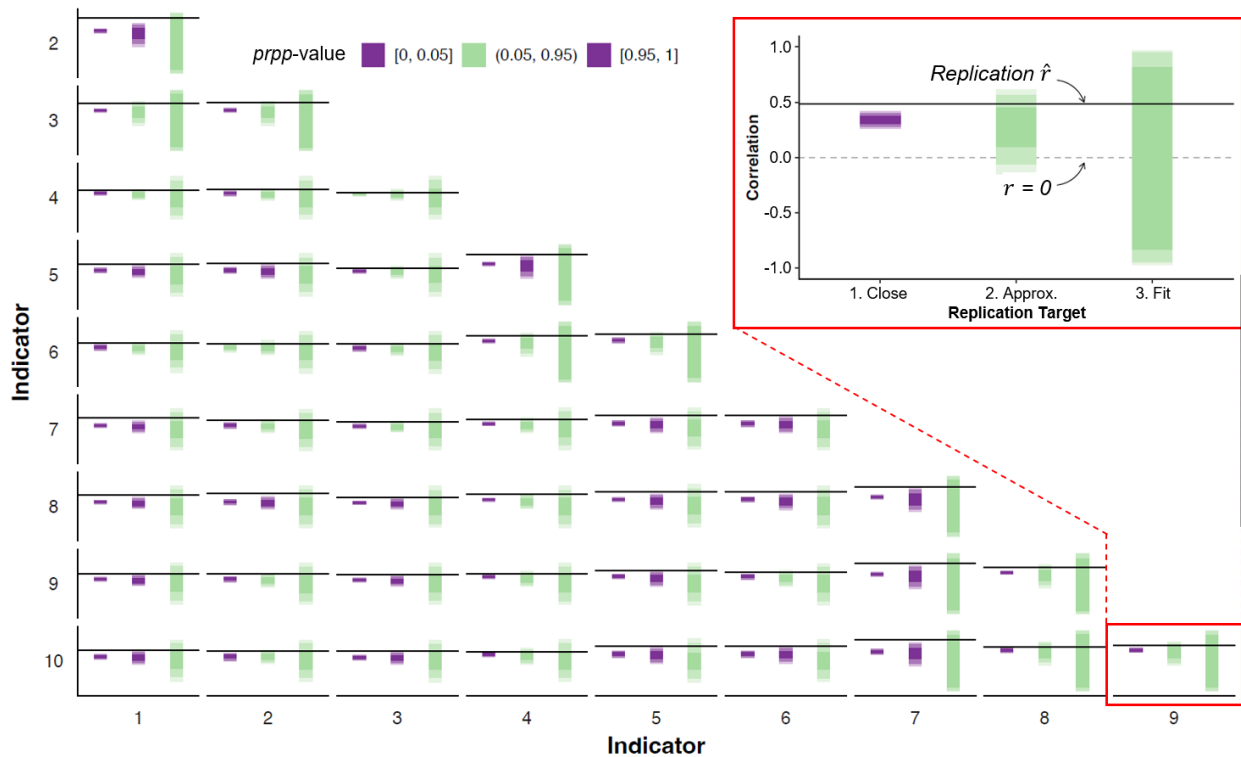 prpp-value [0, 0.05] (0.05, 0.95) [0.95, 1]
1.0
Replication r̂
0.5
0.0
r = 0
-0.5
-1.0
Correlation
1. Close 2. Approx. 3. Fit
Replication Target
Indicator
2
3
4
5
6
7
8
9
10
1 2 3 4 5 6 7 8 9
Indicator